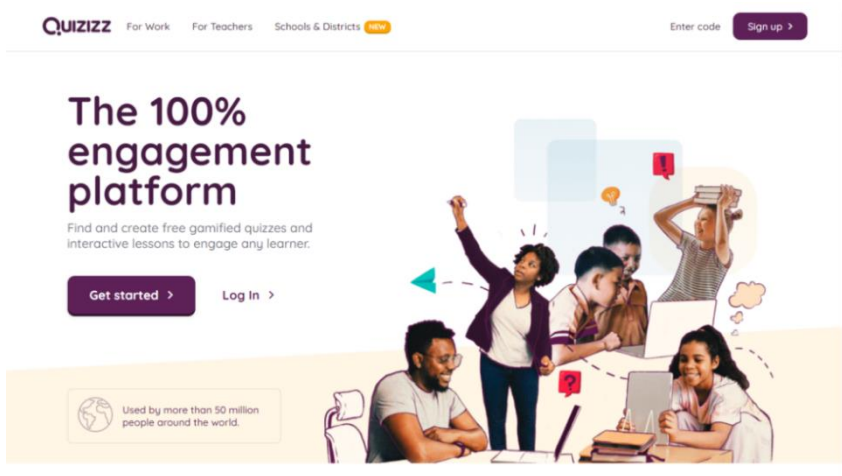 QUIZIZZ For Work For Teachers Schools & Districts NEW Enter code Sign up >
The 100%
engagement
platform
Find and create free gamified quizzes and
interactive lessons to engage any learner.
Get started > Log In >
!
?
Used by more than 50 million
people around the world.